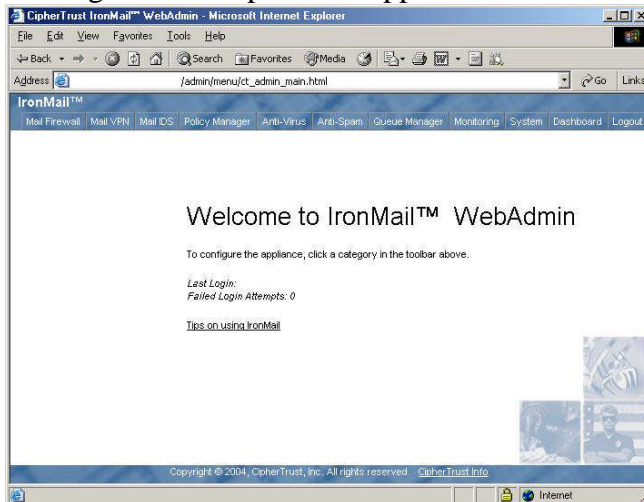 CipherTrust IronMail™ WebAdmin - Microsoft Internet Explorer
File Edit View Favorites Tools Help
Back Search Favorites Media
Address /admin/menu/ct_admin_main.html Go Links
IronMail™
Mail Firewall Mail VPN Mail IDS Policy Manager Anti-Virus Anti-Spam Queue Manager Monitoring System Dashboard Logout
Welcome to IronMail™ WebAdmin
To configure the appliance, click a category in the toolbar above.
Last Login:
Failed Login Attempts: 0
Tips on using IronMail
Copyright © 2004, CipherTrust, Inc. All rights reserved. CipherTrust Info
Internet